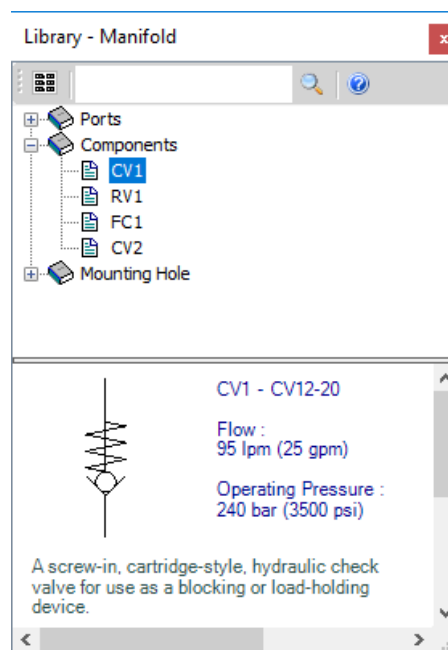 Library - Manifold
x
Ports
Components
CV1
RV1
FC1
CV2
Mounting Hole
CV1 - CV12-20
Flow :
95 lpm (25 gpm)
Operating Pressure :
240 bar (3500 psi)
A screw-in, cartridge-style, hydraulic check
valve for use as a blocking or load-holding
device.